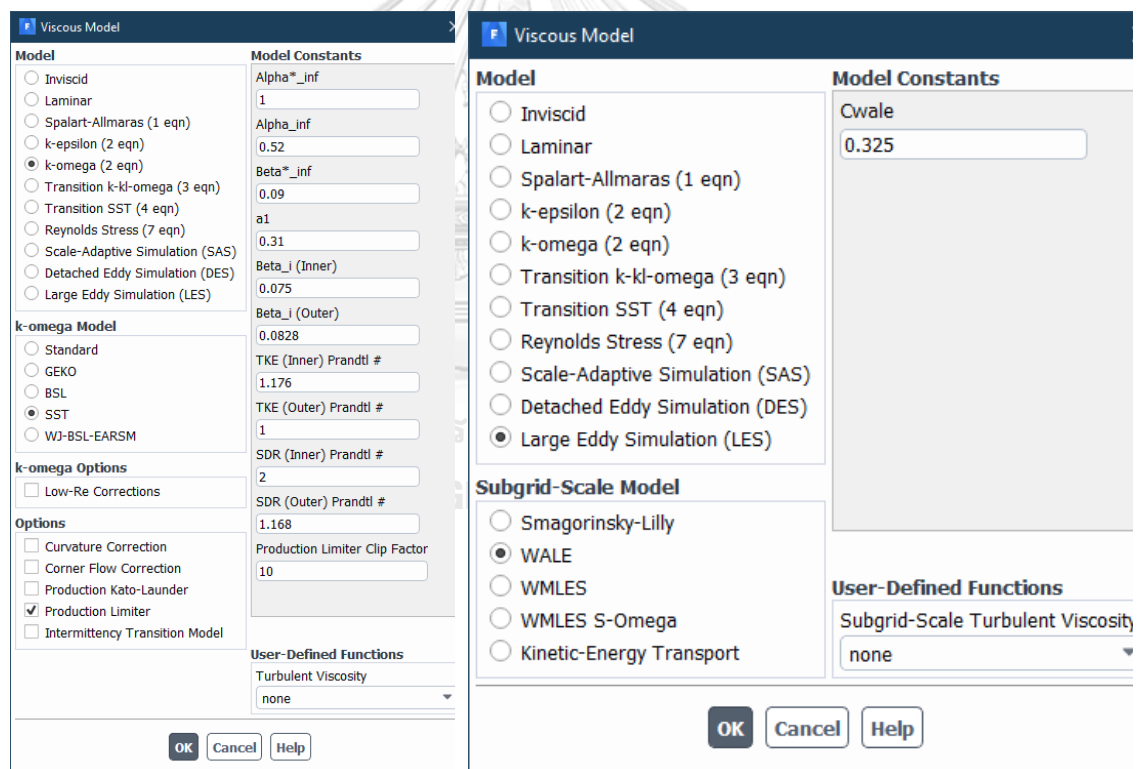 Viscous Model
Model
Inviscid
Laminar
Spalart-Allmaras (1 eqn)
k-epsilon (2 eqn)
k-omega (2 eqn)
Transition k-kl-omega (3 eqn)
Transition SST (4 eqn)
Reynolds Stress (7 eqn)
Scale-Adaptive Simulation (SAS)
Detached Eddy Simulation (DES)
Large Eddy Simulation (LES)
k-omega Model
Standard
GEKO
BSL
SST
WJ-BSL-EARSM
k-omega Options
Low-Re Corrections
Options
Curvature Correction
Corner Flow Correction
Production Kato-Launder
Production Limiter
Intermittency Transition Model
Model Constants
Alpha*_inf
1
Alpha_inf
0.52
Beta*_inf
0.09
a1
0.31
Beta_i (Inner)
0.075
Beta_i (Outer)
0.0828
TKE (Inner) Prandtl #
1.176
TKE (Outer) Prandtl #
1
SDR (Inner) Prandtl #
2
SDR (Outer) Prandtl #
1.168
Production Limiter Clip Factor
10
User-Defined Functions
Turbulent Viscosity
none
OK
Cancel
Help
Viscous Model
Model
Inviscid
Laminar
Spalart-Allmaras (1 eqn)
k-epsilon (2 eqn)
k-omega (2 eqn)
Transition k-kl-omega (3 eqn)
Transition SST (4 eqn)
Reynolds Stress (7 eqn)
Scale-Adaptive Simulation (SAS)
Detached Eddy Simulation (DES)
Large Eddy Simulation (LES)
Subgrid-Scale Model
Smagorinsky-Lilly
WALE
WMLES
WMLES S-Omega
Kinetic-Energy Transport
Model Constants
Cwale
0.325
User-Defined Functions
Subgrid-Scale Turbulent Viscosity
none
OK
Cancel
Help